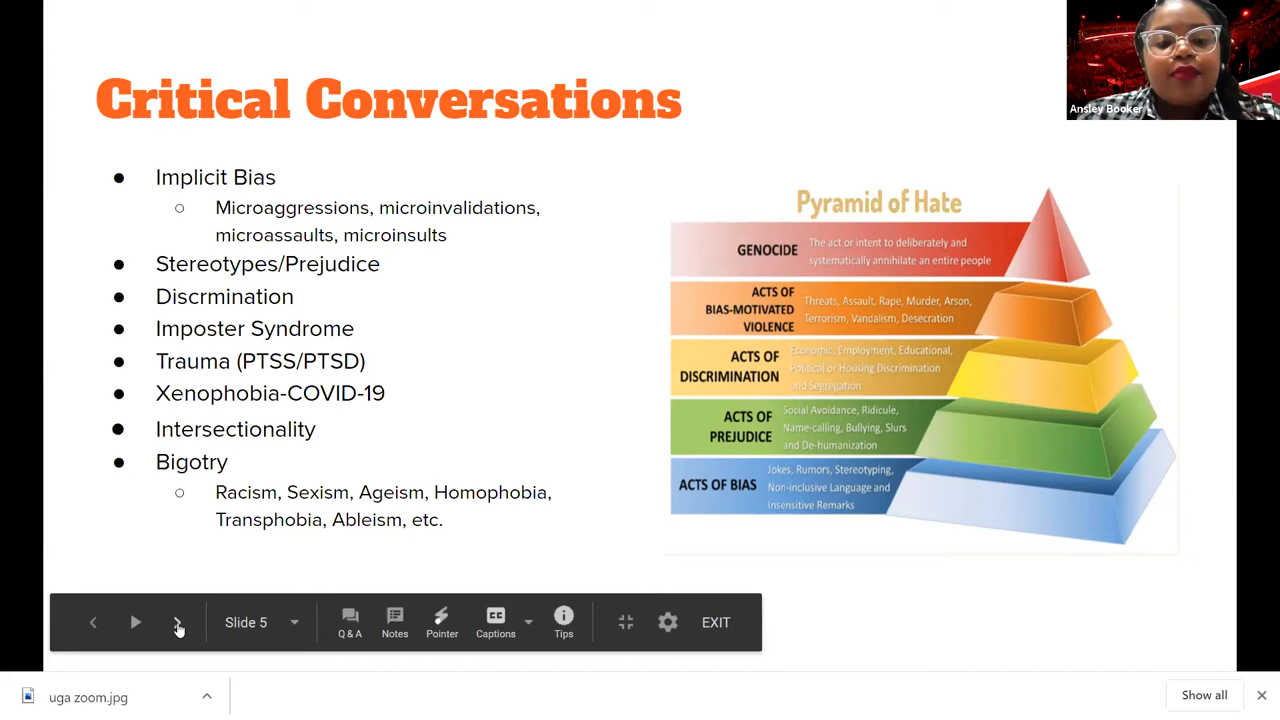 Ansley Booker
Critical Conversations
● Implicit Bias
○ Microaggressions, microinvalidations,
microassaults, microinsults
● Stereotypes/Prejudice
● Discrmination
● Imposter Syndrome
● Trauma (PTSS/PTSD)
● Xenophobia-COVID-19
● Intersectionality
● Bigotry
○ Racism, Sexism, Ageism, Homophobia,
Transphobia, Ableism, etc.
Pyramid of Hate
GENOCIDE
The act or intent to deliberately and
systematically annihilate an entire people
ACTS OF
BIAS-MOTIVATED
VIOLENCE
Threats, Assault, Rape, Murder, Arson,
Terrorism, Vandalism, Desecration
ACTS OF
DISCRIMINATION
Economic, Employment, Educational,
Political or Housing Discrimination
and Segregation
ACTS OF
PREJUDICE
Social Avoidance, Ridicule,
Name-calling, Bullying, Slurs
and De-humanization
ACTS OF BIAS
Jokes, Rumors, Stereotyping,
Non-inclusive Language and
Insensitive Remarks
Slide 5
Q & A
Notes
Pointer
CC
Captions
Tips
EXIT
uga zoom.jpg
Show all